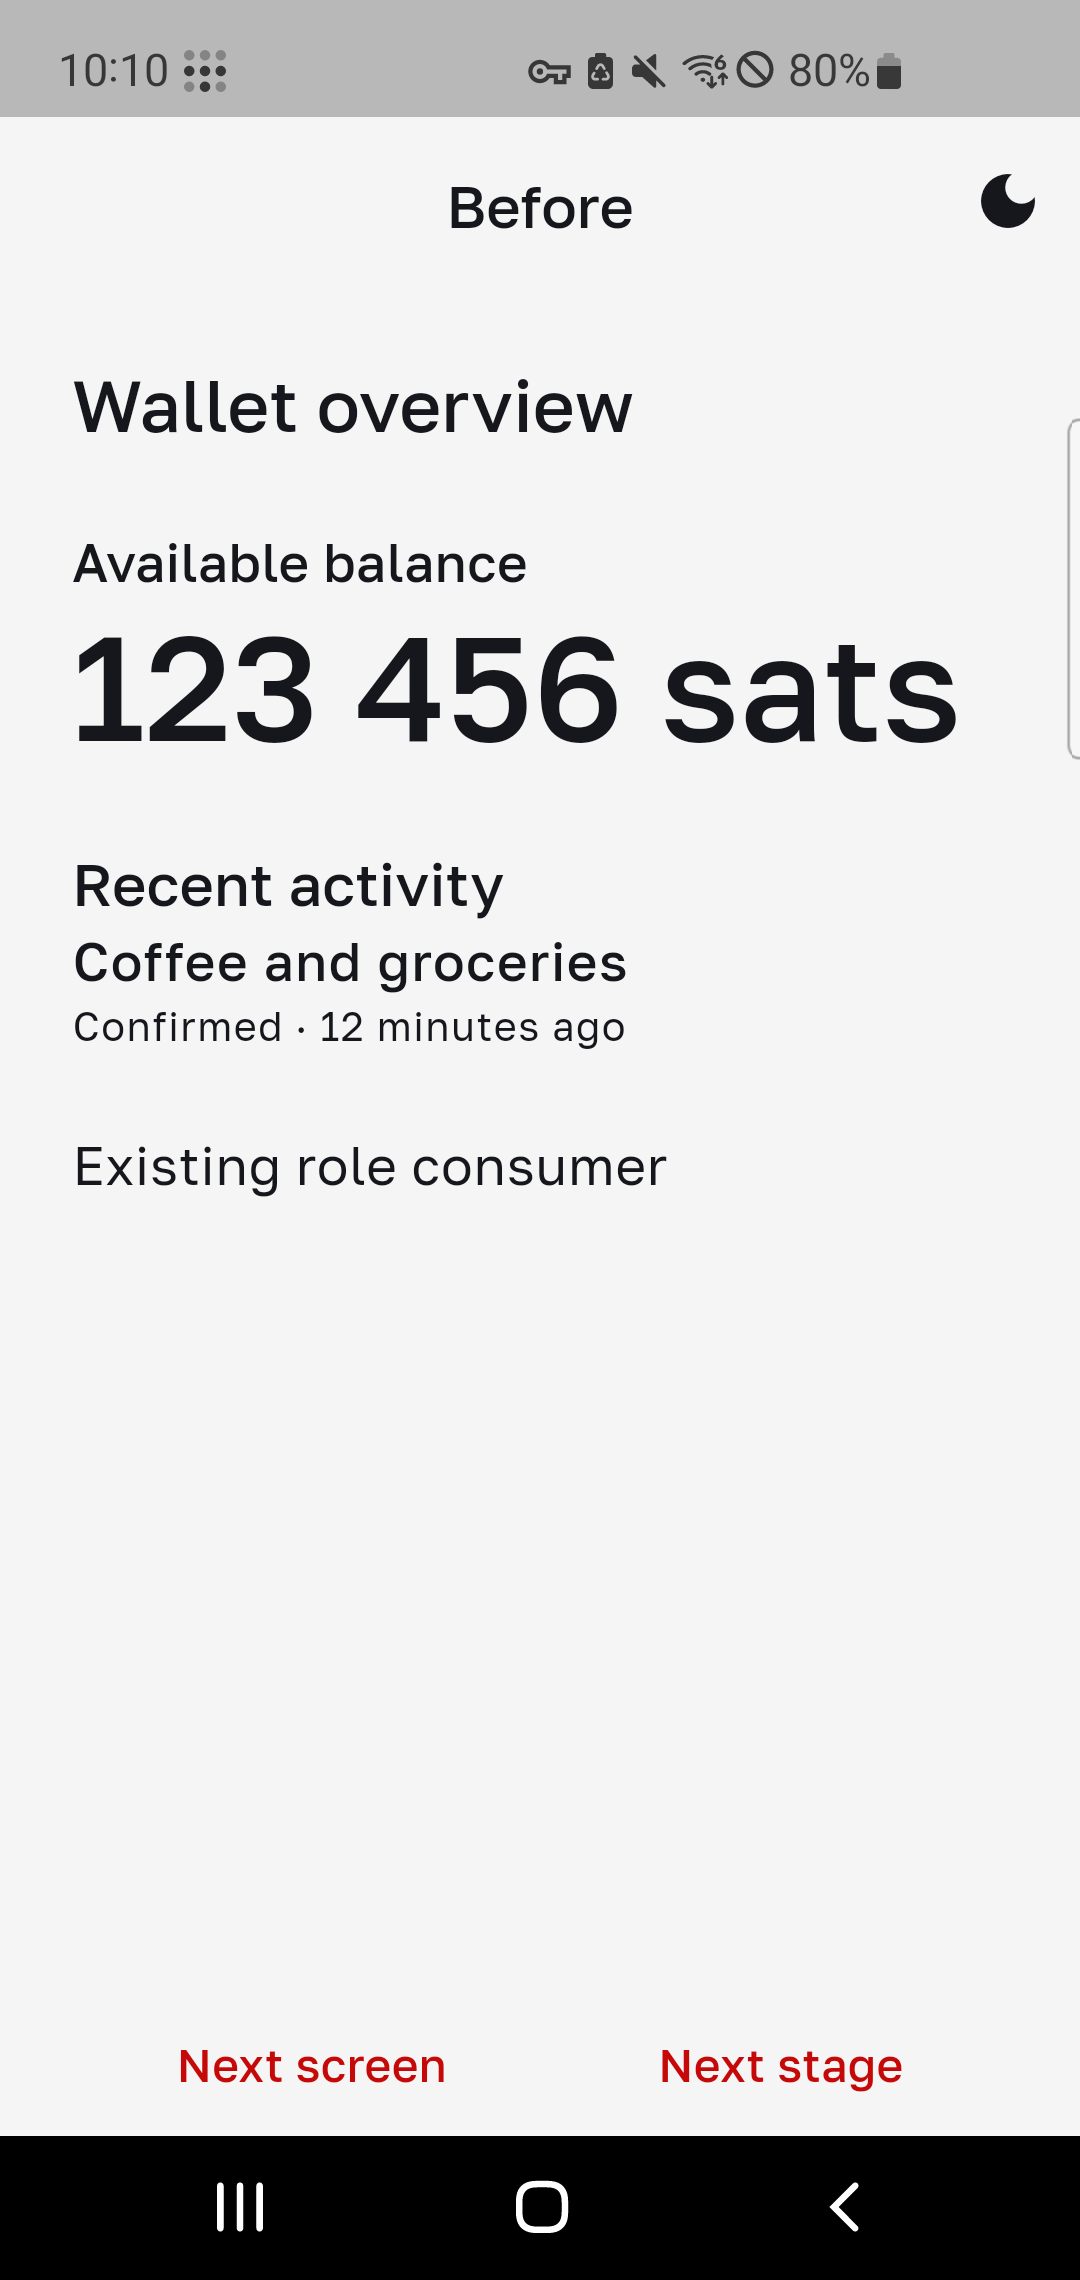 10:10 80%
Before
Wallet overview
Available balance
123 456 sats
Recent activity
Coffee and groceries
Confirmed · 12 minutes ago
Existing role consumer
Next screen Next stage